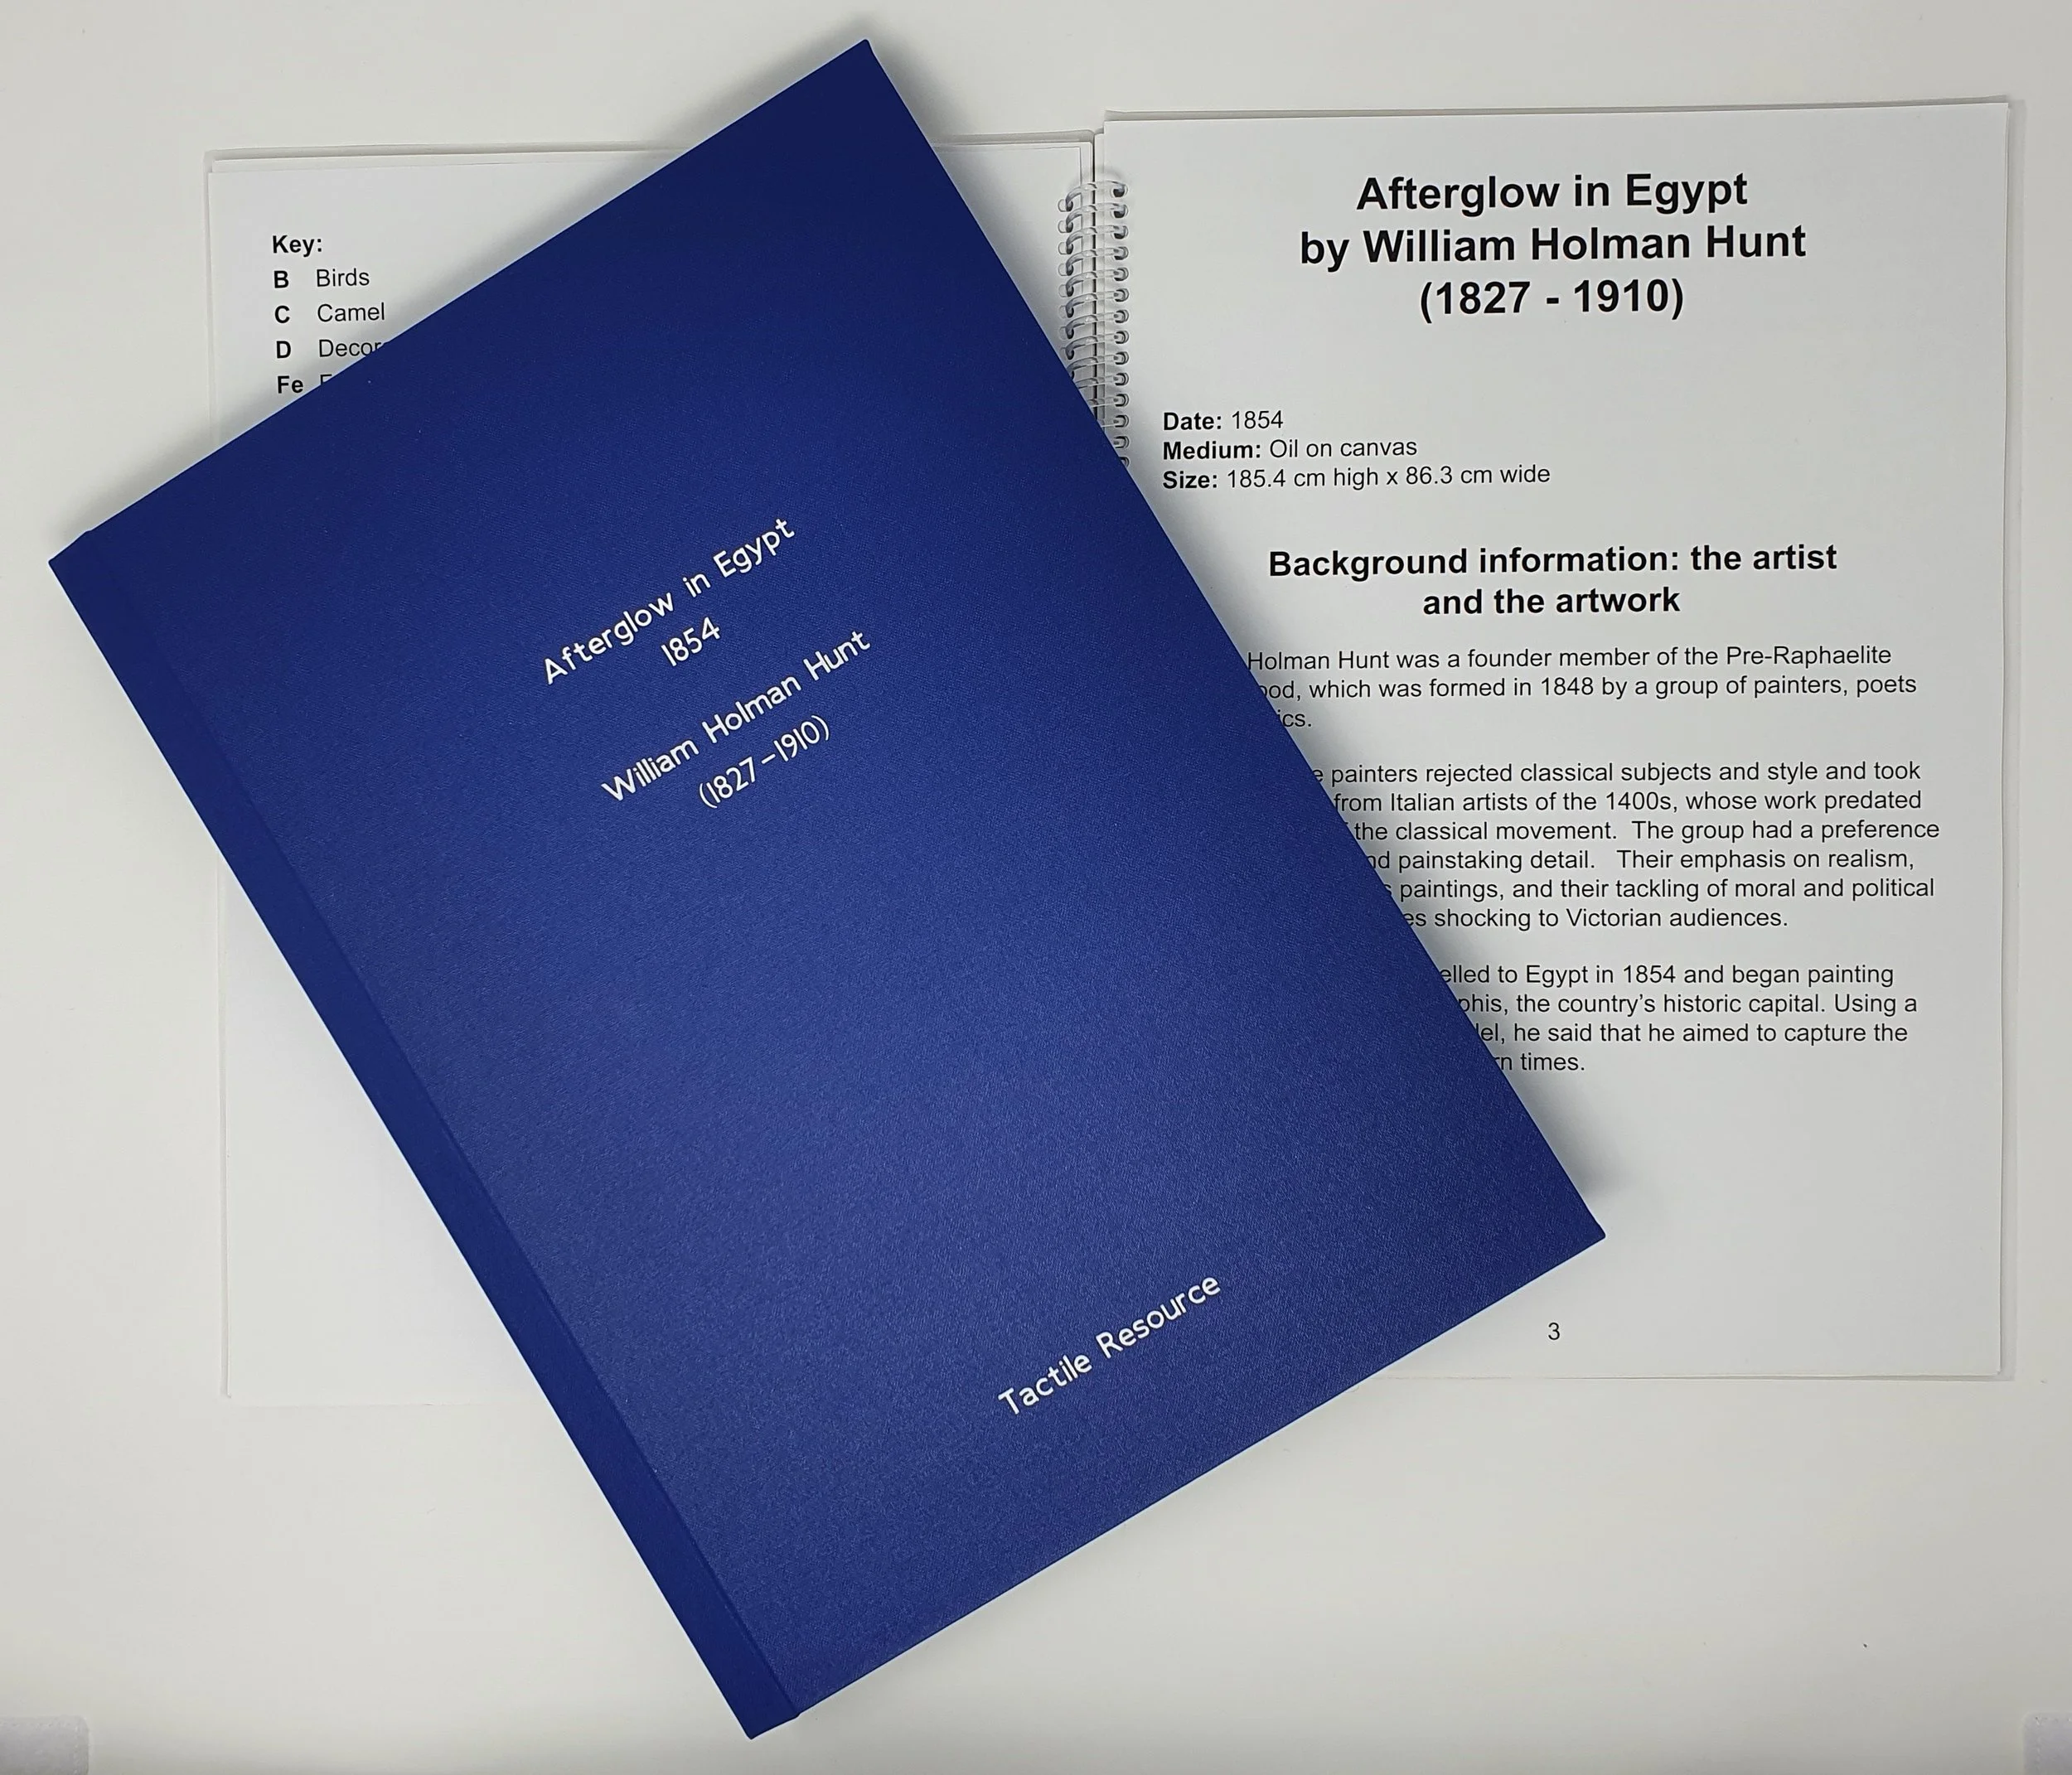 Key:
B Birds
C Camel
D
Fe
Afterglow in Egypt
1854
William Holman Hunt
(1827–1910)
Tactile Resource
Afterglow in Egypt
by William Holman Hunt
(1827 - 1910)
Date: 1854
Medium: Oil on canvas
Size: 185.4 cm high x 86.3 cm wide
Background information: the artist
and the artwork
Holman Hunt was a founder member of the Pre-Raphaelite
which was formed in 1848 by a group of painters, poets
painters rejected classical subjects and style and took
from Italian artists of the 1400s, whose work predated
the classical movement. The group had a preference
painstaking detail. Their emphasis on realism,
paintings, and their tackling of moral and political
shocking to Victorian audiences.
to Egypt in 1854 and began painting
the country's historic capital. Using a
he said that he aimed to capture the
times.
3